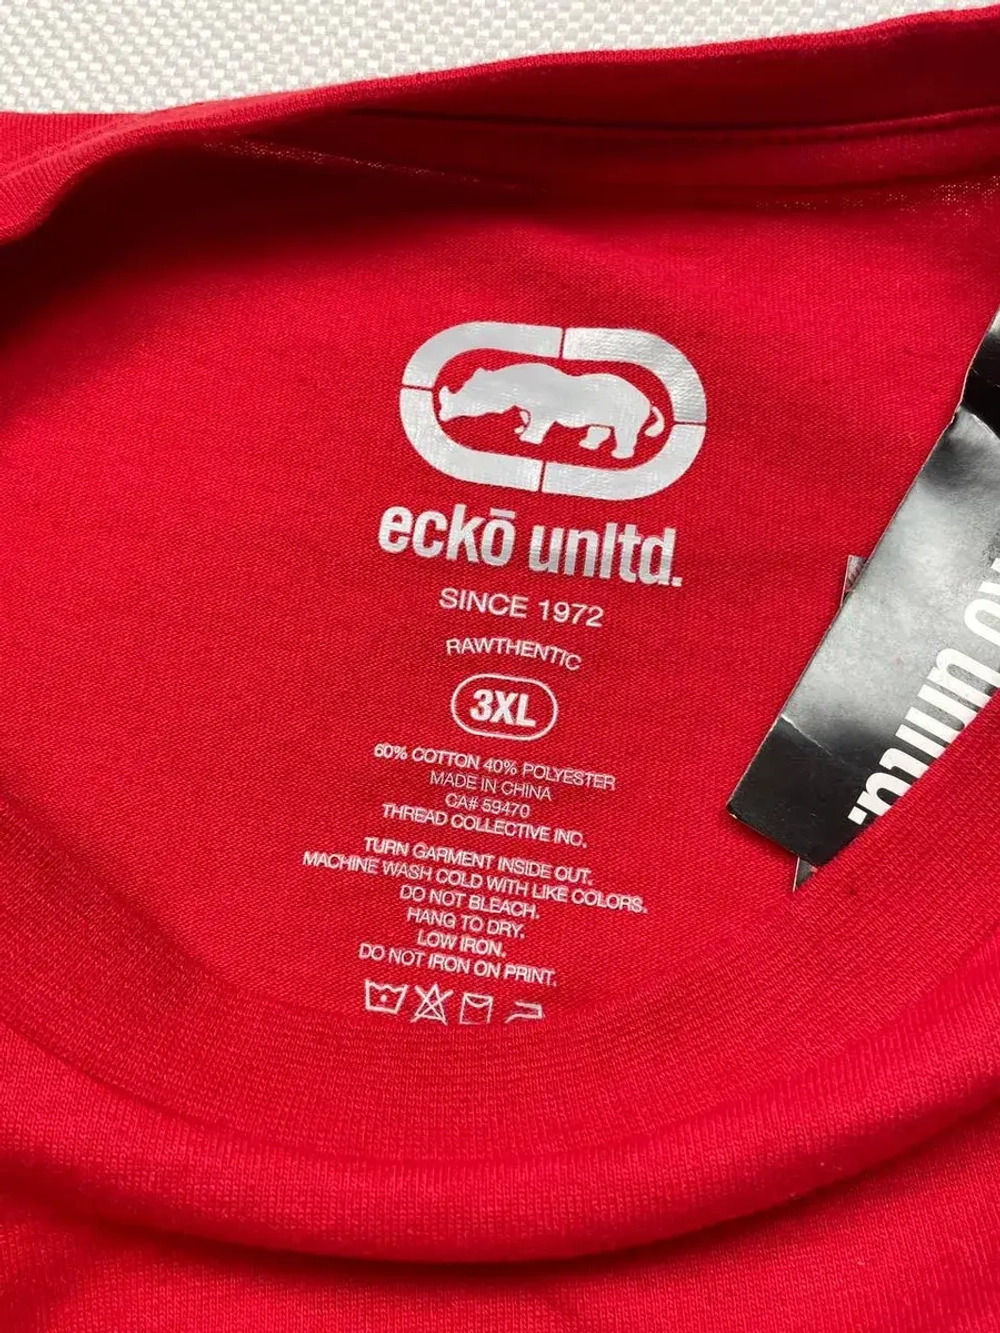 eckō unltd.
SINCE 1972
RAWTHENTIC
3XL
60% COTTON 40% POLYESTER
MADE IN CHINA
CA# 59470
THREAD COLLECTIVE INC.
TURN GARMENT INSIDE OUT.
MACHINE WASH COLD WITH LIKE COLORS.
DO NOT BLEACH.
HANG TO DRY.
LOW IRON.
DO NOT IRON ON PRINT.